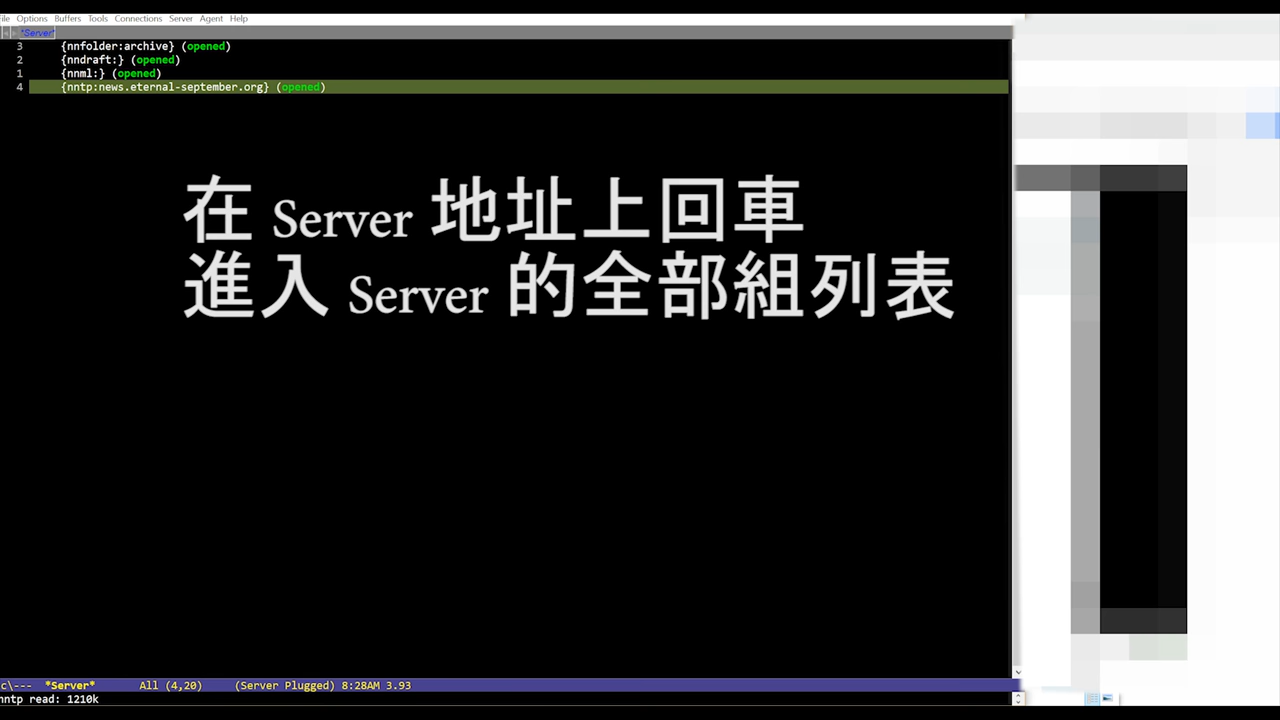 File Options Buffers Tools Connections Server Agent Help
*Server*
3 {nnfolder:archive} (opened)
2 {nndraft:} (opened)
1 {nnml:} (opened)
4 {nntp:news.eternal-september.org} (opened)
在 Server 地址上回車
進入 Server 的全部組列表
c\--- *Server* All (4,20) (Server Plugged) 8:28AM 3.93
nntp read: 1210k